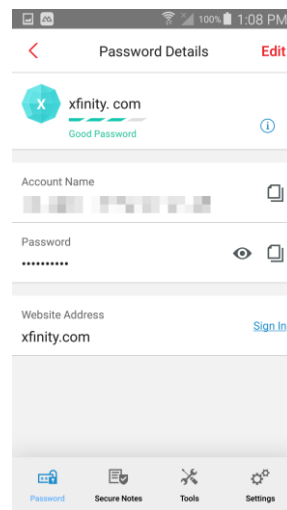 100% 1:08 PM
Password Details Edit
X
xfinity. com
Good Password
Account Name
Password
••••••••••
Website Address
xfinity.com
Sign In
Password Secure Notes Tools Settings